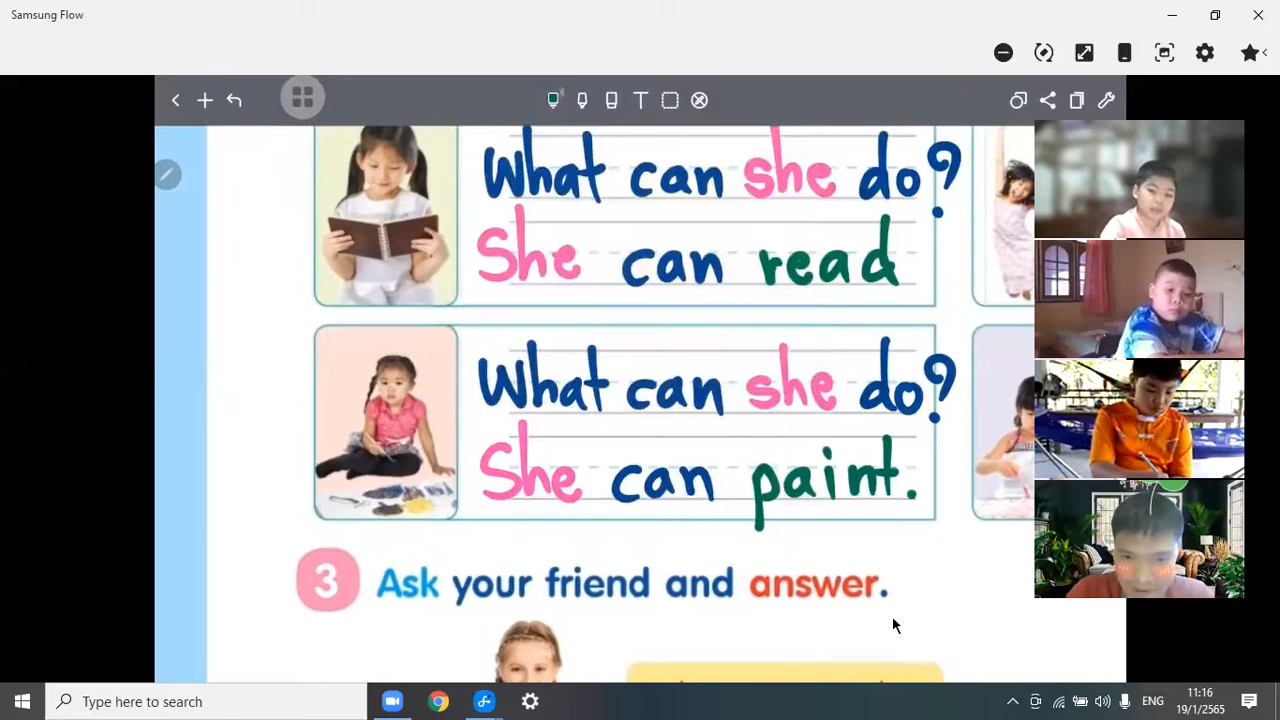 Samsung Flow
What can she do?
She can read
What can she do?
She can paint.
3 Ask your friend and answer.
Type here to search
ENG
11:16
19/1/2565